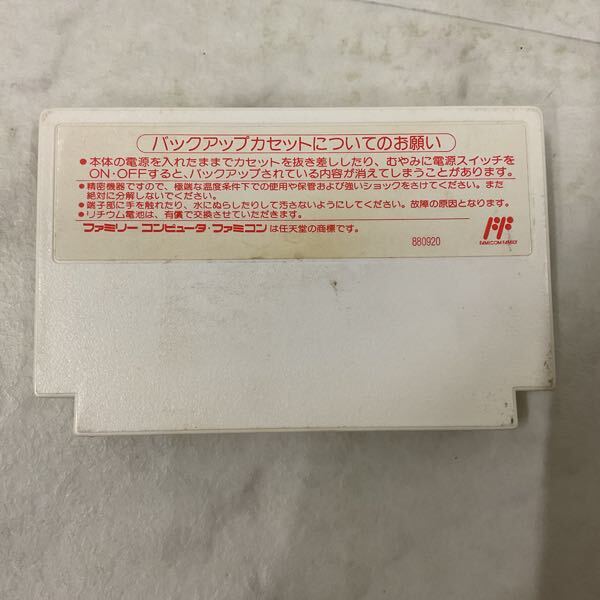 バックアップカセットについてのお願い
●本体の電源を入れたままでカセットを抜き差ししたり、むやみに電源スイッチを
ON・OFFすると、バックアップされている内容が消えてしまうことがあります。
●精密機器ですので、極端な温度条件下での使用や保管および強いショックをさけてください。また
絶対に分解しないでください。
●端子部に手を触れたり、水にぬらしたりして汚さないようにしてください。故障の原因となります。
●リチウム電池は、有償で交換させていただきます。
ファミリー コンピュータ・ファミコンは任天堂の商標です。
880920
FAMICOM FAMILY